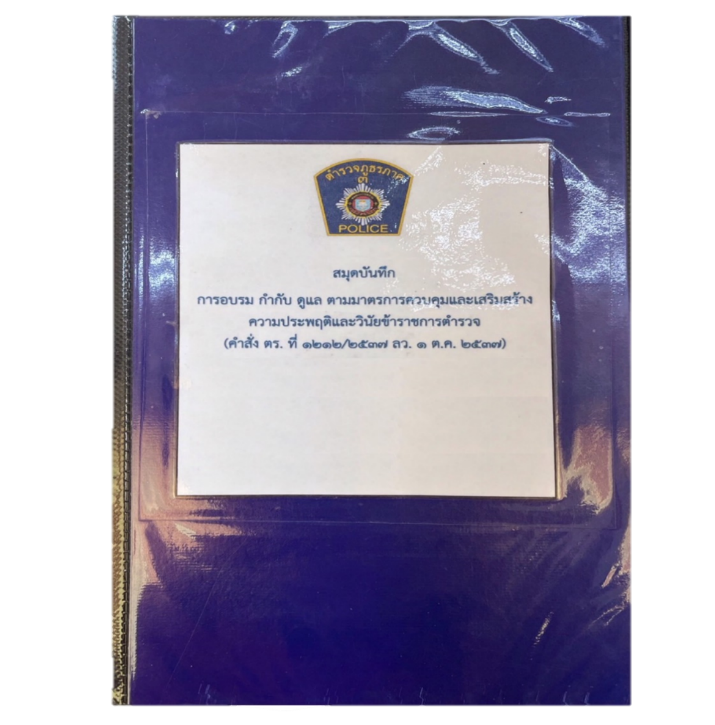 ตำรวจภูธรภาค
๓
POLICE
สมุดบันทึก
การอบรม กำกับ ดูแล ตามมาตรการควบคุมและเสริมสร้าง
ความประพฤติและวินัยข้าราชการตำรวจ
(คำสั่ง ตร. ที่ ๑๒๑๒/๒๕๓๗ ลว. ๑ ต.ค. ๒๕๓๗)